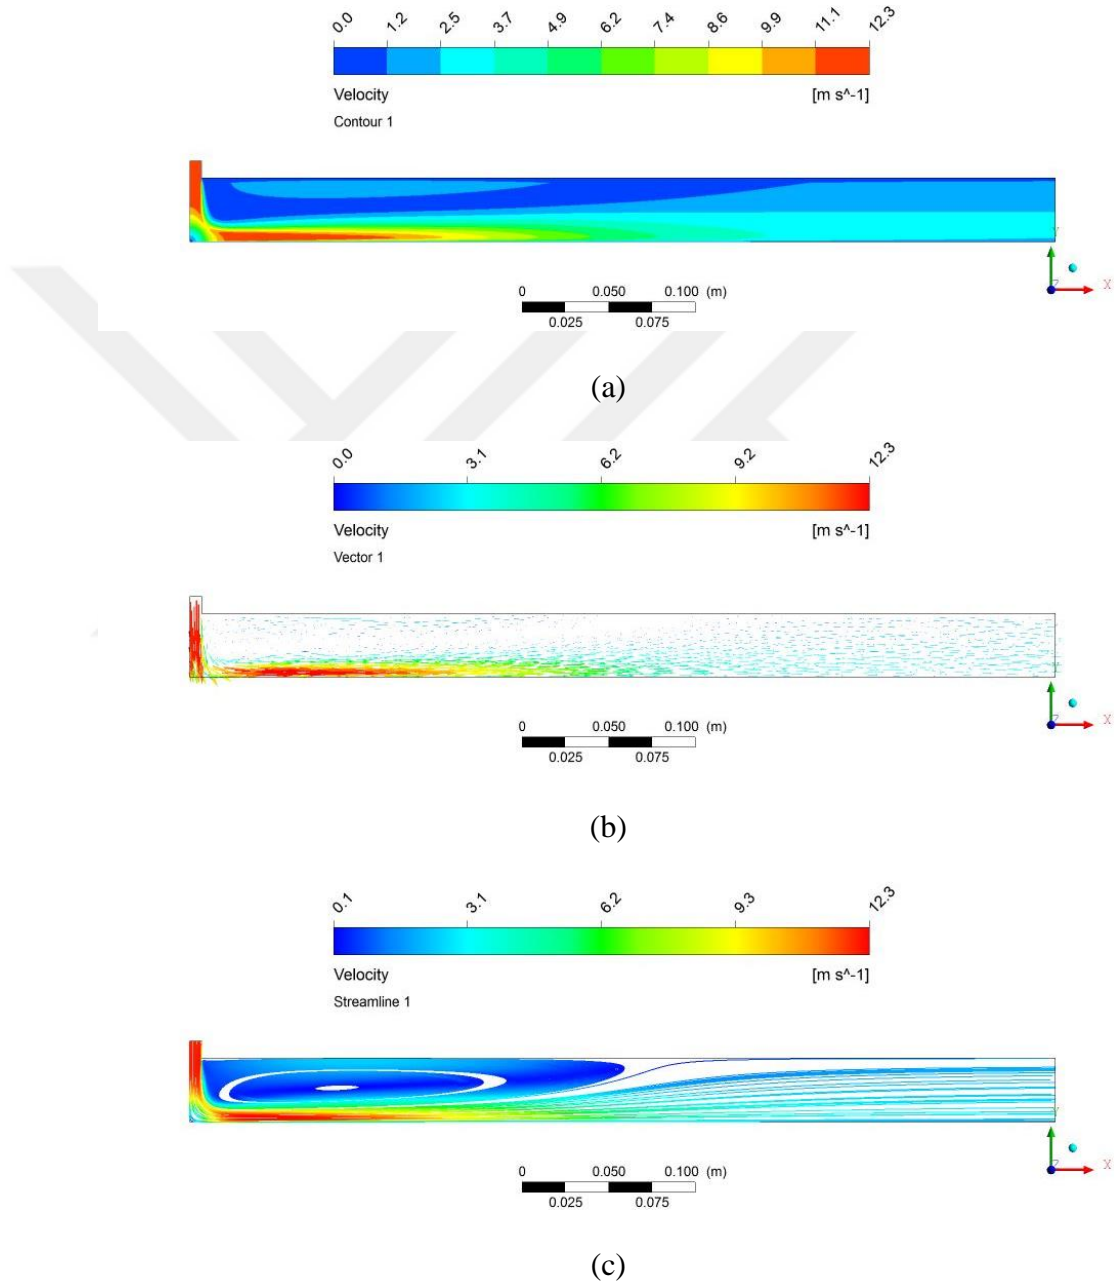 0.0 1.2 2.5 3.7 4.9 6.2 7.4 8.6 9.9 11.1 12.3
Velocity [m s^-1]
Contour 1
Y
Z X
0 0.050 0.100 (m)
0.025 0.075
(a)
0.0 3.1 6.2 9.2 12.3
Velocity [m s^-1]
Vector 1
Y
Z X
0 0.050 0.100 (m)
0.025 0.075
(b)
0.1 3.1 6.2 9.3 12.3
Velocity [m s^-1]
Streamline 1
Y
Z X
0 0.050 0.100 (m)
0.025 0.075
(c)